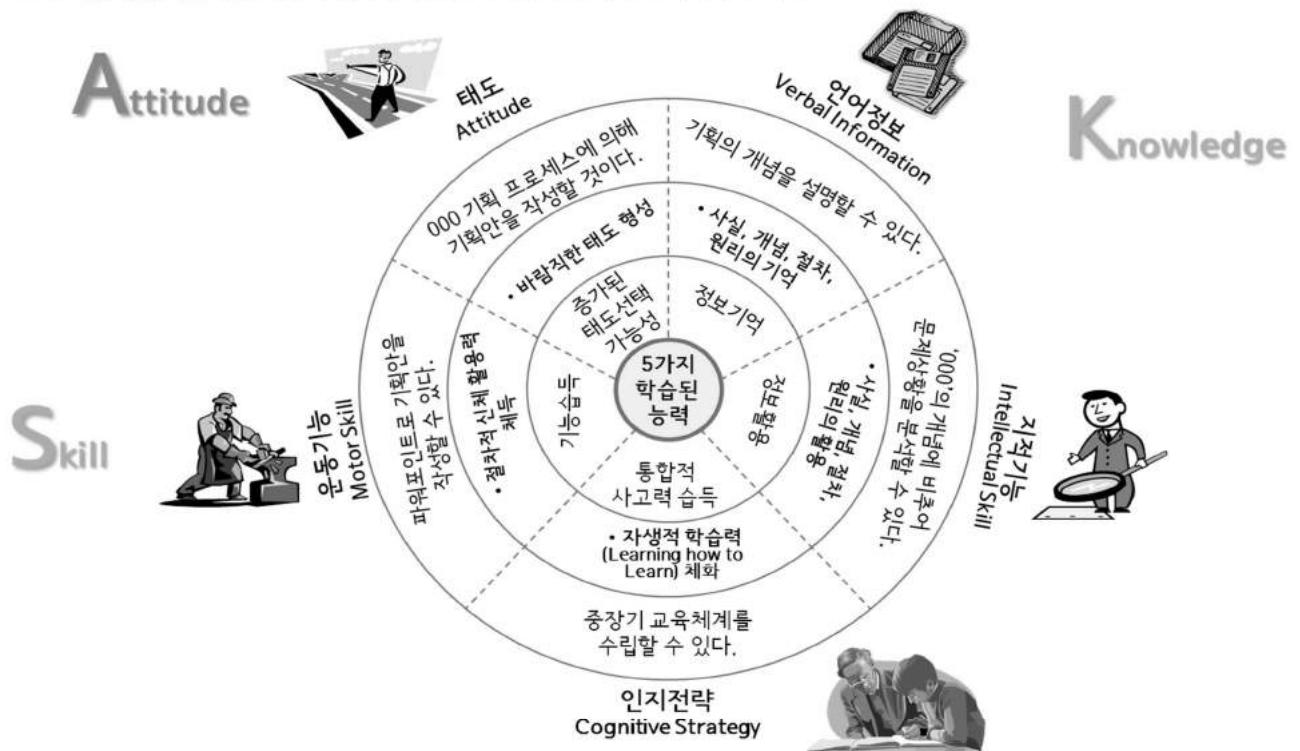 Attitude
Knowledge
Skill
태도
Attitude
언어정보
Verbal Information
000 기획 프로세스에 의해
기획안을 작성할 것이다.
기획의 개념을 설명할 수 있다.
• 바람직한 태도 형성
• 사실, 개념, 절차,
원리의 기억
증가된
태도선택
가능성
정보기억
5가지
학습된
능력
파워포인트로 기획안을
작성할 수 있다.
• 절차적 신체 활용력
체득
기능습득
정보활용
• 사실, 개념, 절차,
원리의 활용
'000'의 개념에 비추어
문제상황을 분석할 수 있다.
운동기능
Motor Skill
지적기능
Intellectual Skill
통합적
사고력 습득
• 자생적 학습력
(Learning how to
Learn) 체화
중장기 교육체계를
수립할 수 있다.
인지전략
Cognitive Strategy